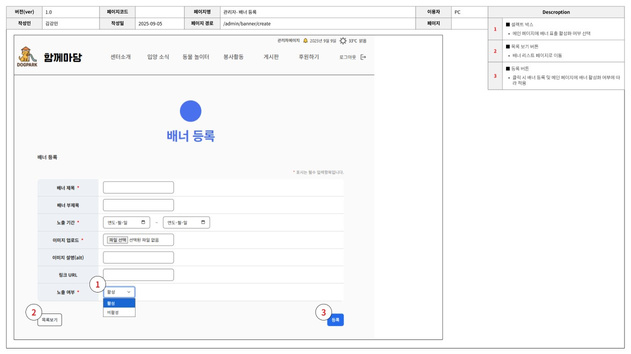 버전(ver) 1.0 페이지코드 페이지명 관리자- 배너 등록 이용자 PC Descroption
작성인 김광민 작성일 2025-09-05 페이지 경로 /admin/banner/create 페이지
1 ■ 셀렉트 박스
• 메인 페이지에 배너 표출 활성화 여부 선택
2 ■ 목록 보기 버튼
• 배너 리스트 페이지로 이동
3 ■ 등록 버튼
• 클릭 시 배너 등록 및 메인 페이지에 배너 활성화 여부에 따라 적용
관리자페이지 2025년 9월 8일 33℃ 맑음
DOGPARK 함께마당 센터소개 입양 소식 동물 놀이터 봉사활동 게시판 후원하기 로그아웃
배너 등록
배너 등록
* 표시는 필수 입력항목입니다.
배너 제목 *
배너 부제목
노출 기간 * 연도-월-일 ~ 연도-월-일
이미지 업로드 * 파일 선택 선택된 파일 없음
이미지 설명(alt)
링크 URL
1
노출 여부 * 활성
활성
비활성
2 목록보기
3 등록